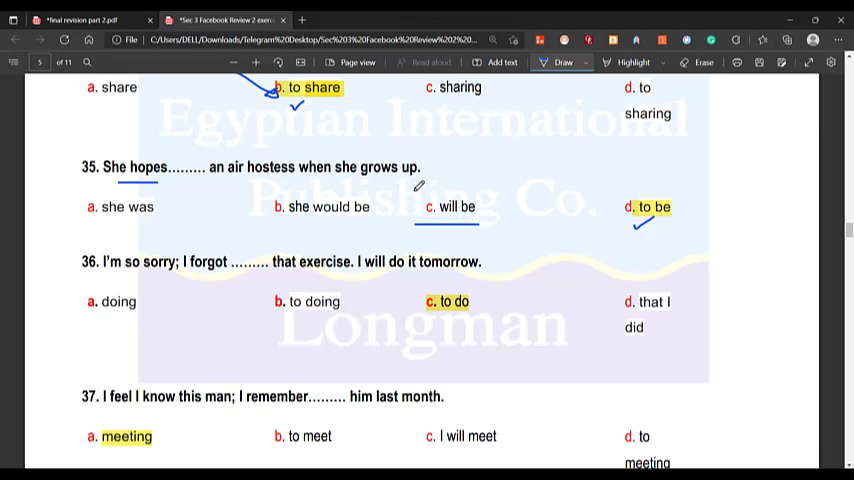 *final revision part 2.pdf
*Sec 3 Facebook Review 2 exerc
File
C:/Users/DELL/Downloads/Telegram%20Desktop/Sec%203%20Facebook%20Review%202%...
5 of 11
Page view
Read aloud
Add text
Draw
Highlight
Erase
a. share
b. to share
c. sharing
d. to
sharing
Egyptian International
Publishing Co.
Longman
35. She hopes......... an air hostess when she grows up.
a. she was
b. she would be
c. will be
d. to be
36. I'm so sorry; I forgot ......... that exercise. I will do it tomorrow.
a. doing
b. to doing
c. to do
d. that I
did
37. I feel I know this man; I remember......... him last month.
a. meeting
b. to meet
c. I will meet
d. to
meeting